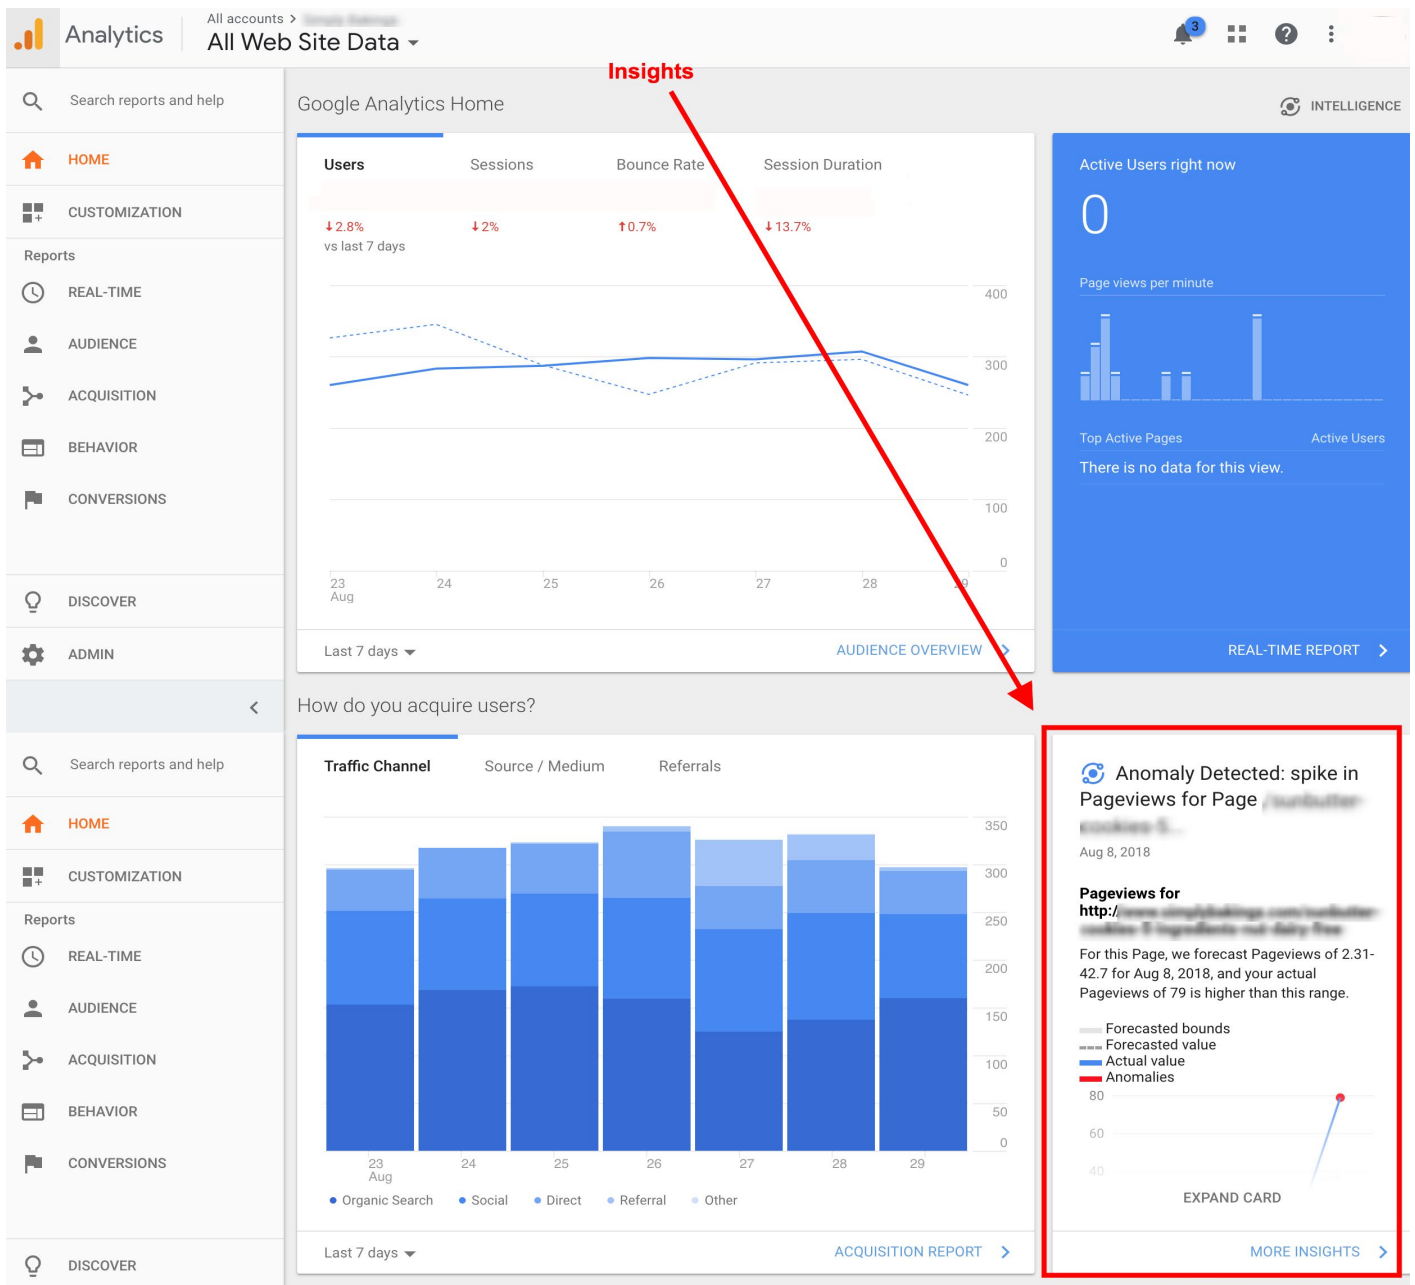 All accounts >
Analytics
All Web Site Data
3
Insights
Search reports and help
HOME
CUSTOMIZATION
Reports
REAL-TIME
AUDIENCE
ACQUISITION
BEHAVIOR
CONVERSIONS
DISCOVER
ADMIN
Google Analytics Home
INTELLIGENCE
Users
Sessions
Bounce Rate
Session Duration
↓2.8%
↓2%
↑0.7%
↓13.7%
vs last 7 days
400
300
200
100
0
23
Aug
24
25
26
27
28
29
Last 7 days
AUDIENCE OVERVIEW
Active Users right now
0
Page views per minute
Top Active Pages
Active Users
There is no data for this view.
REAL-TIME REPORT
Search reports and help
HOME
CUSTOMIZATION
Reports
REAL-TIME
AUDIENCE
ACQUISITION
BEHAVIOR
CONVERSIONS
DISCOVER
How do you acquire users?
Traffic Channel
Source / Medium
Referrals
350
300
250
200
150
100
50
0
23
Aug
24
25
26
27
28
29
Organic Search
Social
Direct
Referral
Other
Last 7 days
ACQUISITION REPORT
Anomaly Detected: spike in
Pageviews for Page
Aug 8, 2018
Pageviews for
http:/
For this Page, we forecast Pageviews of 2.31-
42.7 for Aug 8, 2018, and your actual
Pageviews of 79 is higher than this range.
Forecasted bounds
Forecasted value
Actual value
Anomalies
80
60
40
EXPAND CARD
MORE INSIGHTS